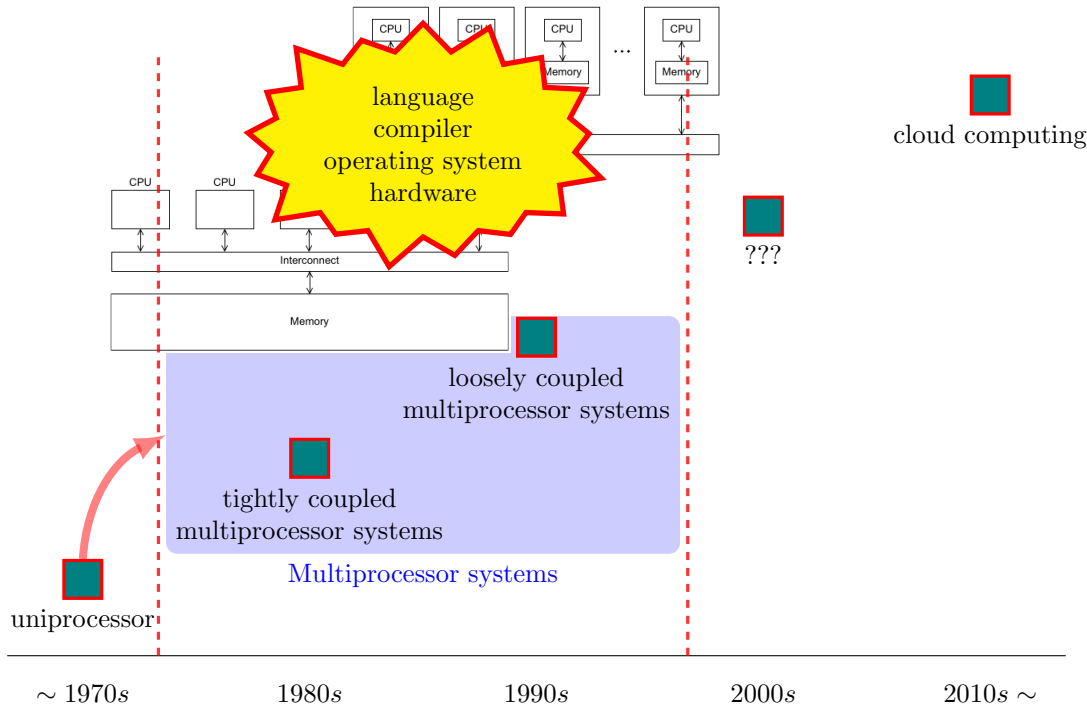 CPU
CPU
CPU
CPU
...
Memory
Memory
language
compiler
operating system
hardware
cloud computing
CPU
CPU
Interconnect
???
Memory
loosely coupled
multiprocessor systems
tightly coupled
multiprocessor systems
Multiprocessor systems
uniprocessor
∼ 1970s
1980s
1990s
2000s
2010s ∼